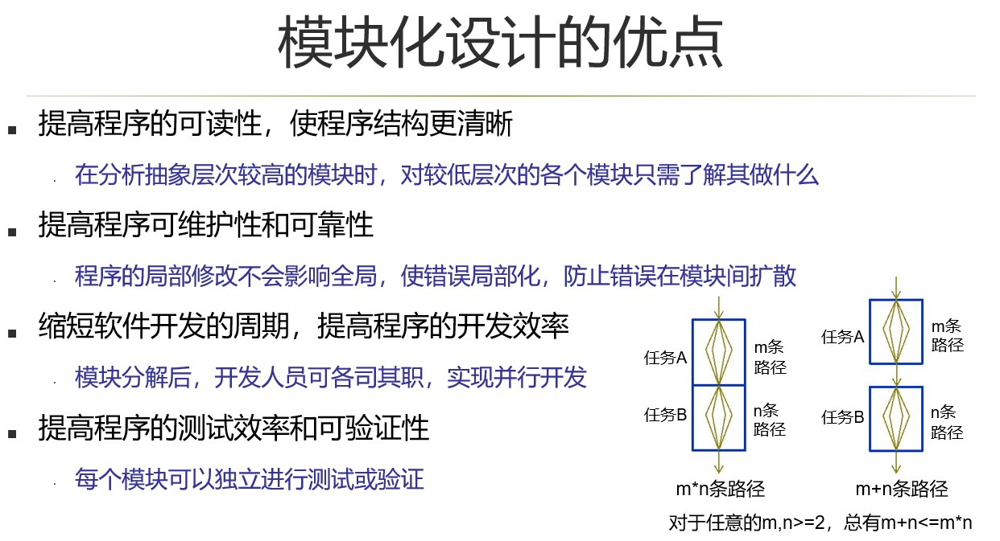 模块化设计的优点
提高程序的可读性，使程序结构更清晰
在分析抽象层次较高的模块时，对较低层次的各个模块只需了解其做什么
提高程序可维护性和可靠性
程序的局部修改不会影响全局，使错误局部化，防止错误在模块间扩散
缩短软件开发的周期，提高程序的开发效率
模块分解后，开发人员可各司其职，实现并行开发
提高程序的测试效率和可验证性
每个模块可以独立进行测试或验证
任务A
m条
路径
任务B
n条
路径
m*n条路径
任务A
m条
路径
任务B
n条
路径
m+n条路径
对于任意的m,n>=2，总有m+n<=m*n